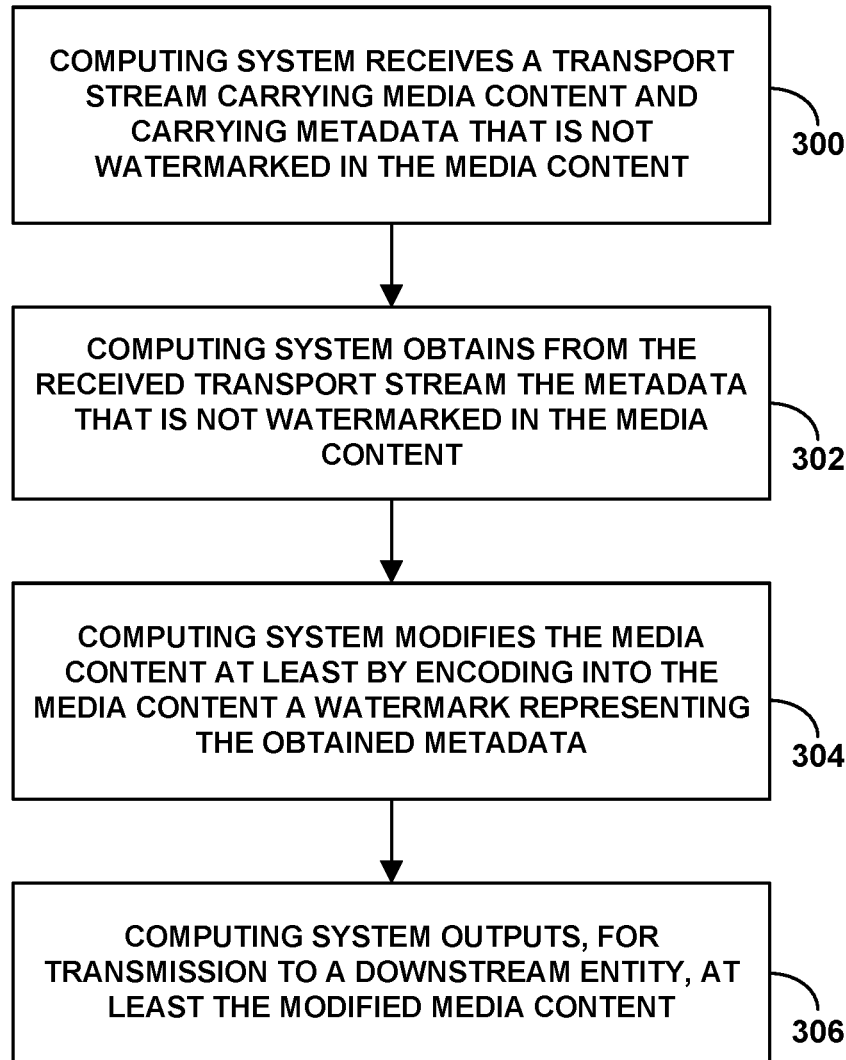 COMPUTING SYSTEM RECEIVES A TRANSPORT
STREAM CARRYING MEDIA CONTENT AND
CARRYING METADATA THAT IS NOT
WATERMARKED IN THE MEDIA CONTENT
300
COMPUTING SYSTEM OBTAINS FROM THE
RECEIVED TRANSPORT STREAM THE METADATA
THAT IS NOT WATERMARKED IN THE MEDIA
CONTENT
302
COMPUTING SYSTEM MODIFIES THE MEDIA
CONTENT AT LEAST BY ENCODING INTO THE
MEDIA CONTENT A WATERMARK REPRESENTING
THE OBTAINED METADATA
304
COMPUTING SYSTEM OUTPUTS, FOR
TRANSMISSION TO A DOWNSTREAM ENTITY, AT
LEAST THE MODIFIED MEDIA CONTENT
306